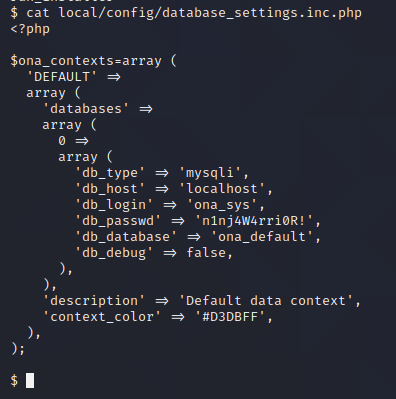 $ cat local/config/database_settings.inc.php
<?php

$ona_contexts=array (
  'DEFAULT' =>
  array (
    'databases' =>
    array (
      0 =>
      array (
        'db_type' => 'mysqli',
        'db_host' => 'localhost',
        'db_login' => 'ona_sys',
        'db_passwd' => 'n1nj4W4rri0R!',
        'db_database' => 'ona_default',
        'db_debug' => false,
      ),
    ),
    'description' => 'Default data context',
    'context_color' => '#D3DBFF',
  ),
);

$